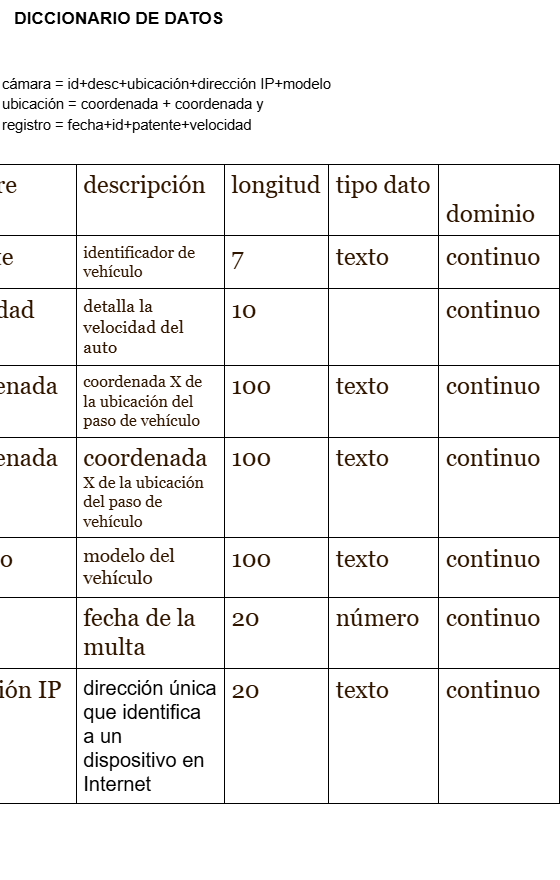 DICCIONARIO DE DATOS
cámara = id+desc+ubicación+dirección IP+modelo
ubicación = coordenada + coordenada y
registro = fecha+id+patente+velocidad
re descripción longitud tipo dato dominio
te identificador de vehículo 7 texto continuo
dad detalla la velocidad del auto 10 continuo
enada coordenada X de la ubicación del paso de vehículo 100 texto continuo
enada coordenada X de la ubicación del paso de vehículo 100 texto continuo
o modelo del vehículo 100 texto continuo
fecha de la multa 20 número continuo
ión IP dirección única que identifica a un dispositivo en Internet 20 texto continuo